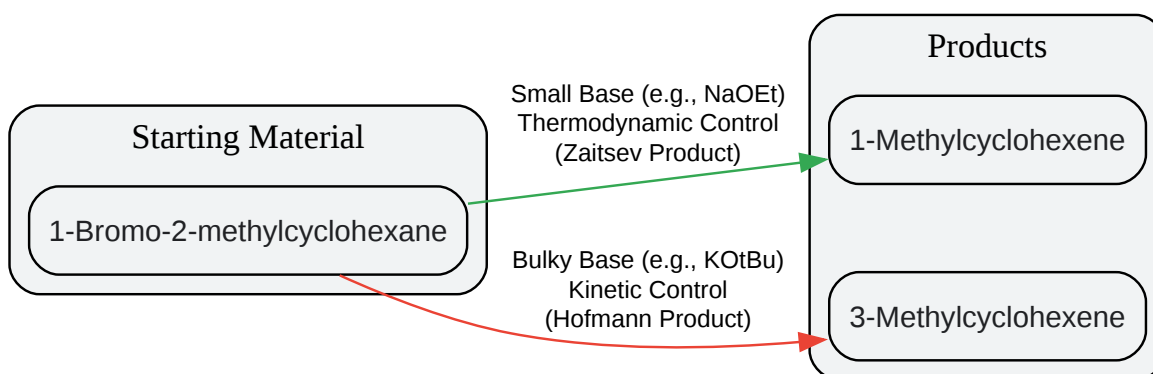 Products
Small Base (e.g., NaOEt)
Thermodynamic Control
(Zaitsev Product)
1-Methylcyclohexene
Starting Material
1-Bromo-2-methylcyclohexane
Bulky Base (e.g., KOtBu)
Kinetic Control
(Hofmann Product)
3-Methylcyclohexene